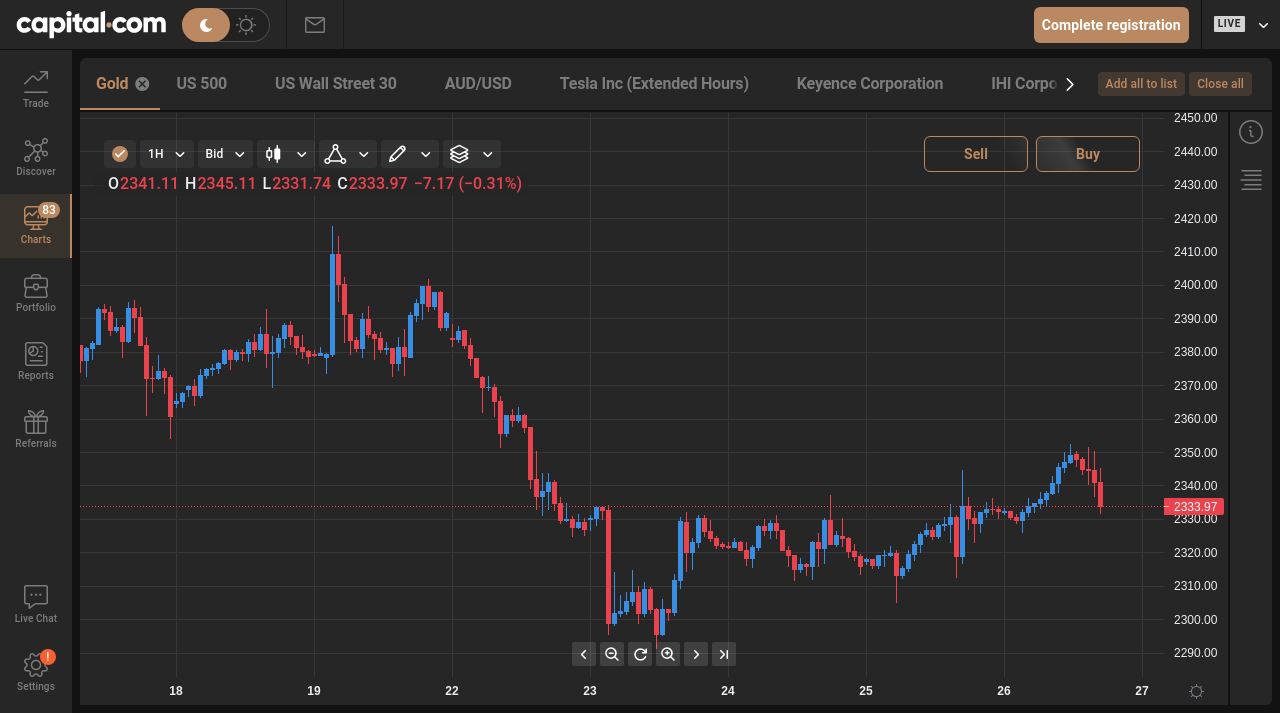 capital.com
Complete registration
LIVE
Trade
Discover
83
Charts
Portfolio
Reports
Referrals
Live Chat
!
Settings
Gold US 500 US Wall Street 30 AUD/USD Tesla Inc (Extended Hours) Keyence Corporation IHI Corpo
Add all to list Close all
1H Bid
Sell Buy
O2341.11 H2345.11 L2331.74 C2333.97 −7.17 (−0.31%)
2450.00
2440.00
2430.00
2420.00
2410.00
2400.00
2390.00
2380.00
2370.00
2360.00
2350.00
2340.00
2333.97
2330.00
2320.00
2310.00
2300.00
2290.00
18 19 22 23 24 25 26 27